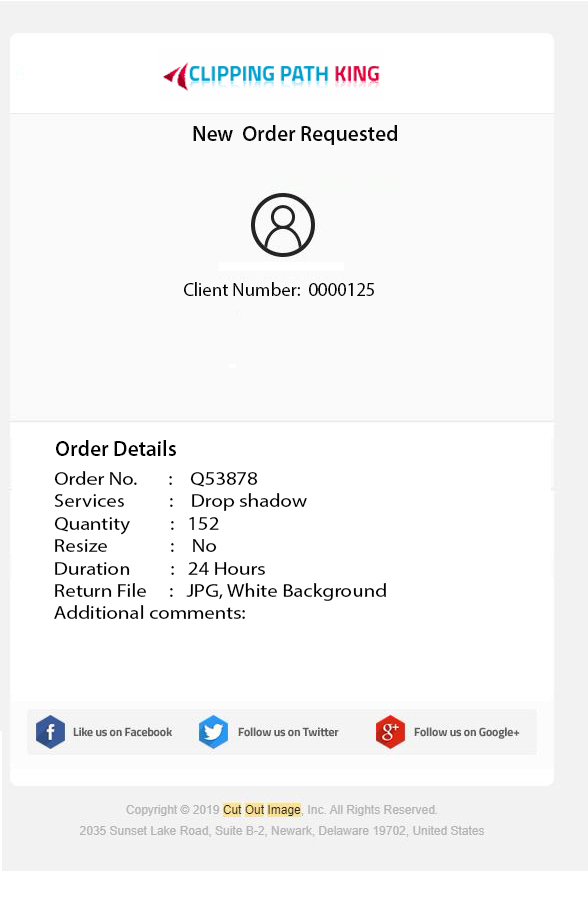 CLIPPING PATH KING
New Order Requested
Client Number: 0000125
Order Details
Order No. : Q53878
Services : Drop shadow
Quantity : 152
Resize : No
Duration : 24 Hours
Return File : JPG, White Background
Additional comments:
Like us on Facebook Follow us on Twitter Follow us on Google+
Copyright © 2019 Cut Out Image, Inc. All Rights Reserved.
2035 Sunset Lake Road, Suite B-2, Newark, Delaware 19702, United States